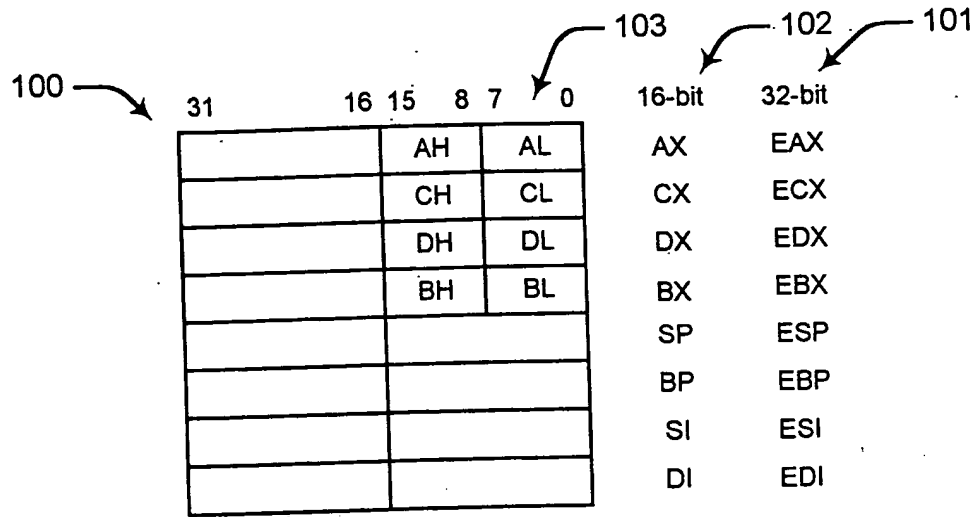 103 102 101
100
31 16 15 8 7 0 16-bit 32-bit
AH AL AX EAX
CH CL CX ECX
DH DL DX EDX
BH BL BX EBX
SP ESP
BP EBP
SI ESI
DI EDI